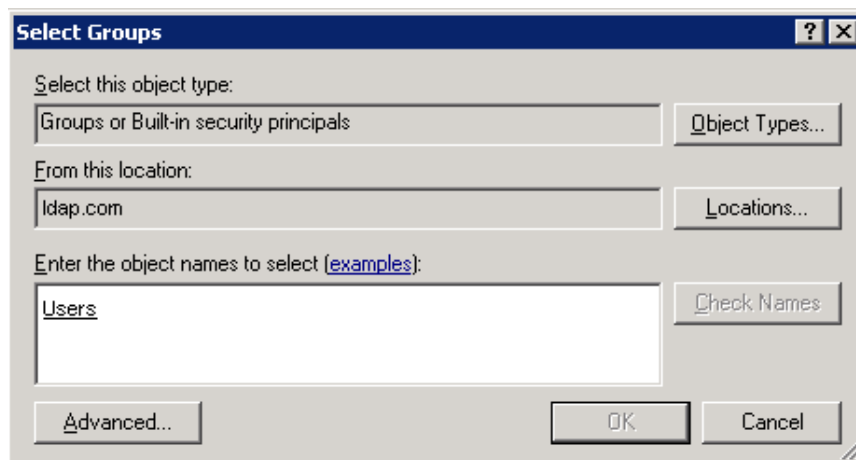 Select Groups
Select this object type:
Groups or Built-in security principals
Object Types...
From this location:
ldap.com
Locations...
Enter the object names to select (examples):
Users
Check Names
Advanced...
OK
Cancel